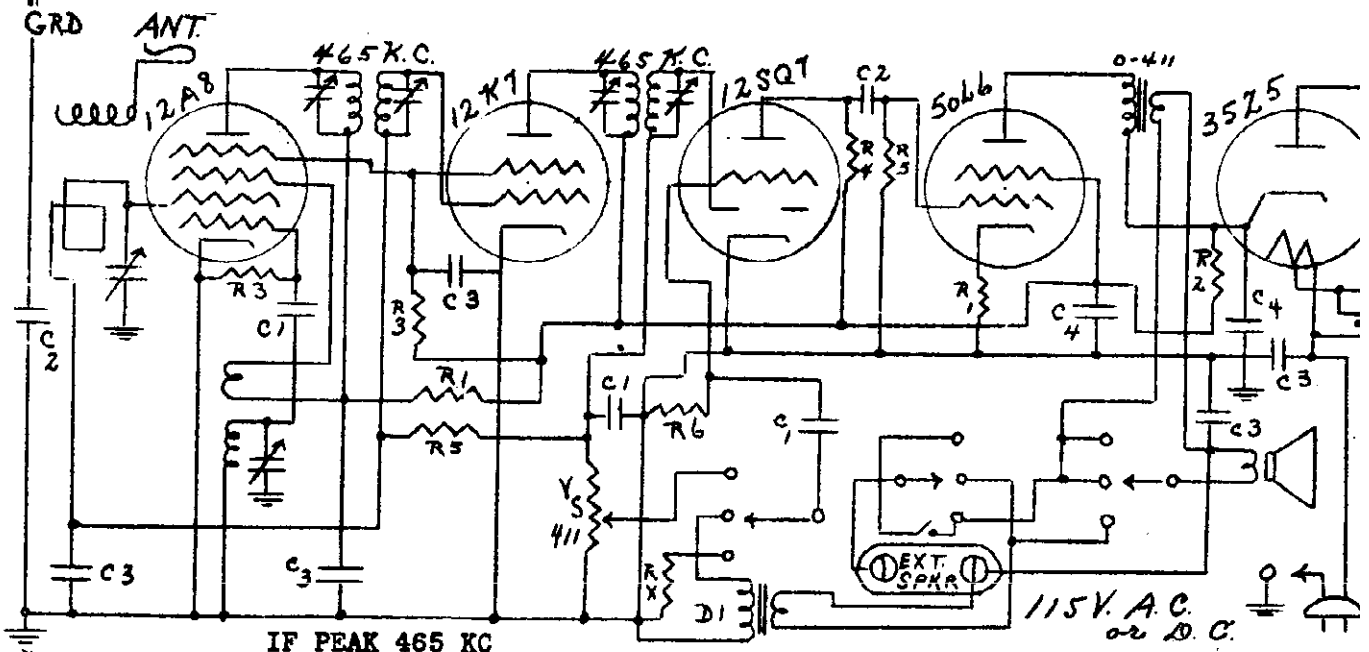 GRD
ANT.
465 K.C.
465 K.C.
0-411
12A8
12K7
12SQ7
C2
50L6
35Z5
R4
R5
R3
C1
C3
R3
R1
C4
R2
C4
C3
C2
R1
C1
R6
C1
C3
R5
VS
411
C3
C3
RX
D1
EXT.
SPKR
115V. A.C.
or D.C.
IF PEAK 465 KC